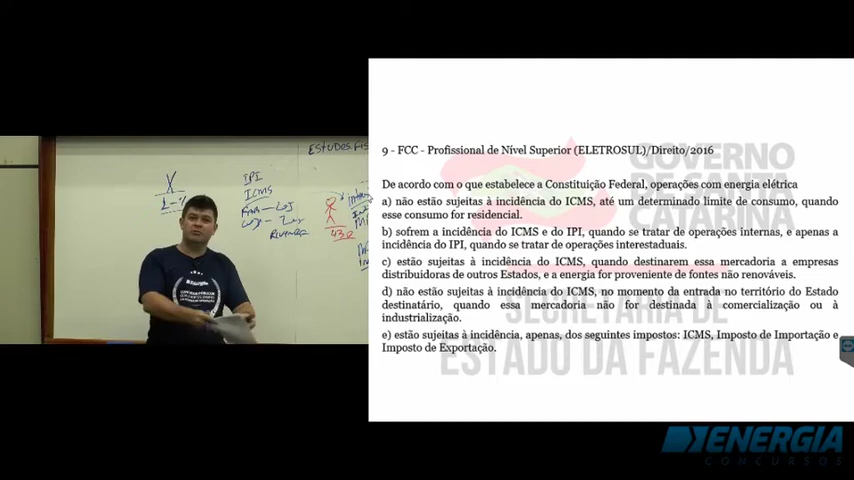 ESTUDOS.FIS
IPI
ICMS
X
9 - FCC - Profissional de Nível Superior (ELETROSUL)/Direito/2016
De acordo com o que estabelece a Constituição Federal, operações com energia elétrica
a) não estão sujeitas à incidência do ICMS, até um determinado limite de consumo, quando
esse consumo for residencial.
b) sofrem a incidência do ICMS e do IPI, quando se tratar de operações internas, e apenas a
incidência do IPI, quando se tratar de operações interestaduais.
c) estão sujeitas à incidência do ICMS, quando destinarem essa mercadoria a empresas
distribuidoras de outros Estados, e a energia for proveniente de fontes não renováveis.
d) não estão sujeitas à incidência do ICMS, no momento da entrada no território do Estado
destinatário, quando essa mercadoria não for destinada à comercialização ou à
industrialização.
e) estão sujeitas à incidência, apenas, dos seguintes impostos: ICMS, Imposto de Importação e
Imposto de Exportação.
GOVERNO
DE SANTA
CATARINA
SECRETARIA DE
ESTADO DA FAZENDA
ENERGIA
CONCURSOS